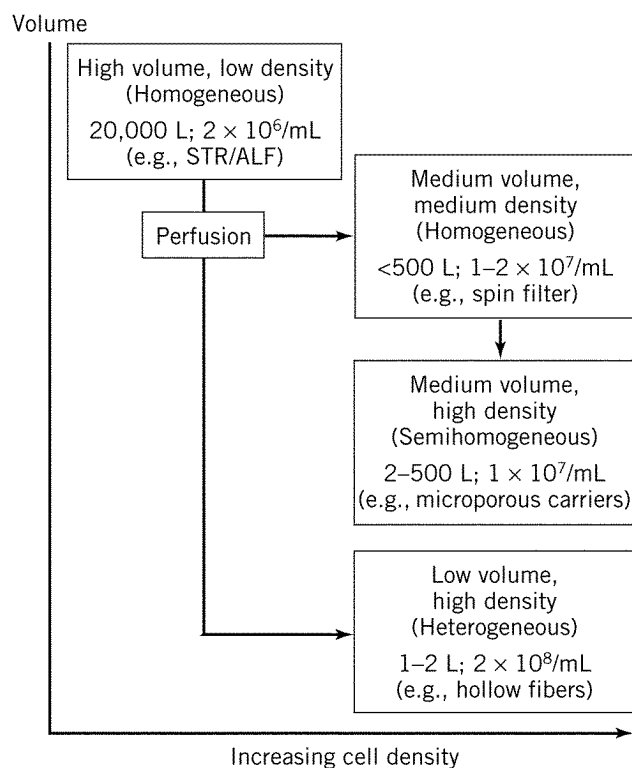 Volume
High volume, low density
(Homogeneous)
20,000 L; 2 × 10⁶/mL
(e.g., STR/ALF)
Perfusion
Medium volume,
medium density
(Homogeneous)
<500 L; 1–2 × 10⁷/mL
(e.g., spin filter)
Medium volume,
high density
(Semihomogeneous)
2–500 L; 1 × 10⁷/mL
(e.g., microporous carriers)
Low volume,
high density
(Heterogeneous)
1–2 L; 2 × 10⁸/mL
(e.g., hollow fibers)
Increasing cell density